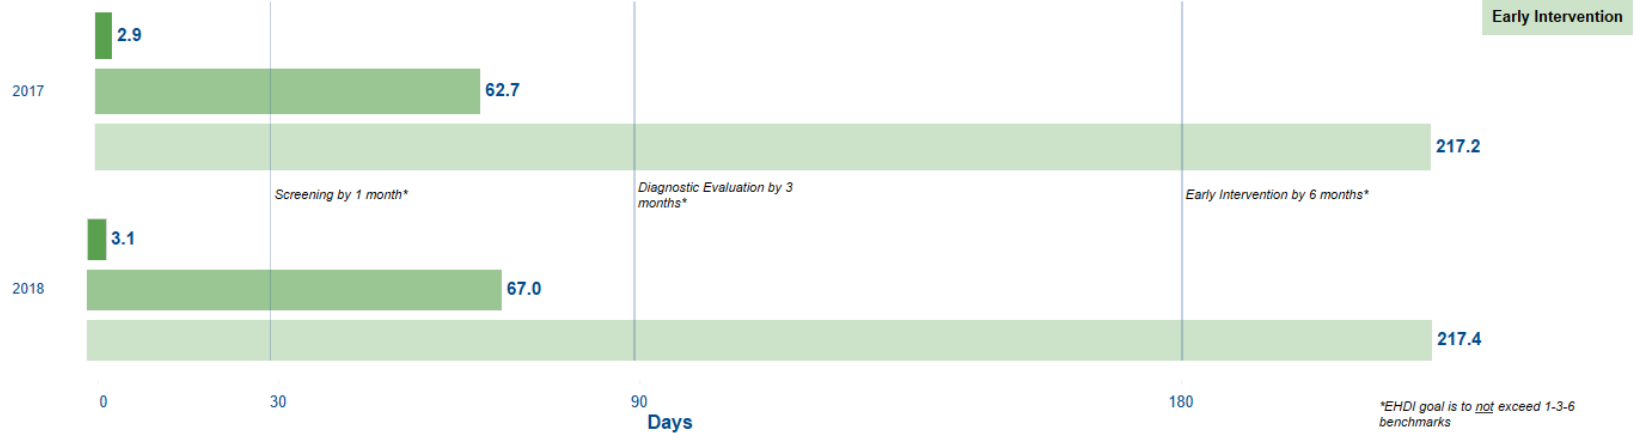 Early Intervention
2.9
2017
62.7
217.2
Screening by 1 month*
Diagnostic Evaluation by 3
months*
Early Intervention by 6 months*
3.1
2018
67.0
217.4
0 30 90 180
Days
*EHDI goal is to not exceed 1-3-6
benchmarks